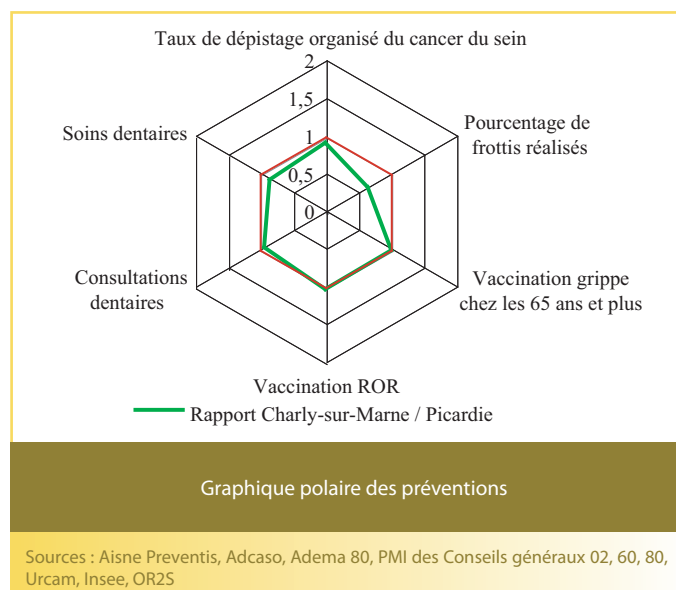 Taux de dépistage organisé du cancer du sein
2
1,5
Soins dentaires
Pourcentage de
frottis réalisés
1
0,5
0
Consultations
dentaires
Vaccination grippe
chez les 65 ans et plus
Vaccination ROR
Rapport Charly-sur-Marne / Picardie
Graphique polaire des préventions
Sources : Aisne Preventis, Adcaso, Adema 80, PMI des Conseils généraux 02, 60, 80,
Urcam, Insee, OR2S